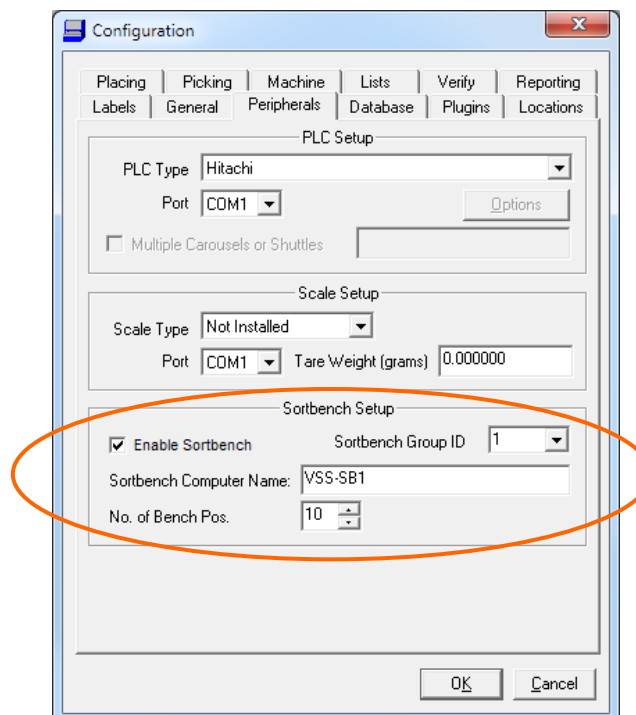 Configuration
Placing Picking Machine Lists Verify Reporting
Labels General Peripherals Database Plugins Locations
PLC Setup
PLC Type Hitachi
Port COM1 Options
Multiple Carousels or Shuttles
Scale Setup
Scale Type Not Installed
Port COM1 Tare Weight (grams) 0.000000
Sortbench Setup
Enable Sortbench Sortbench Group ID 1
Sortbench Computer Name: VSS-SB1
No. of Bench Pos. 10
OK Cancel